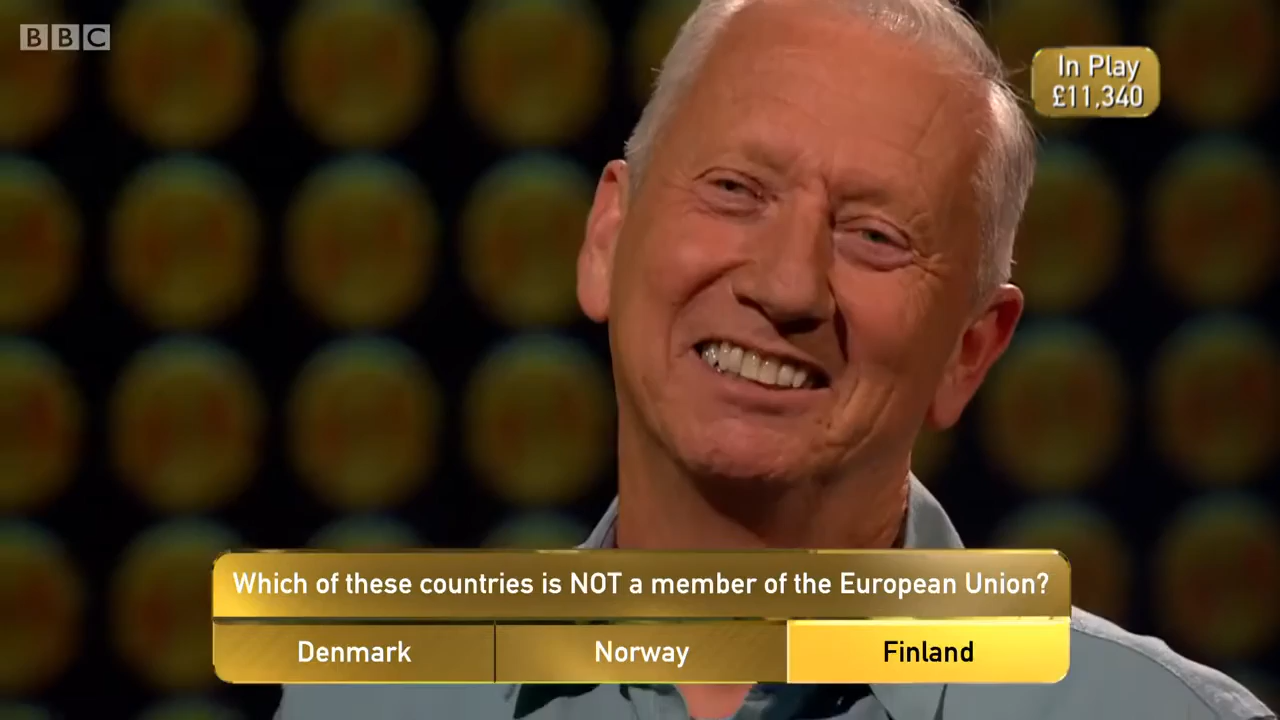 BBC
In Play
£11,340
Which of these countries is NOT a member of the European Union?
Denmark
Norway
Finland